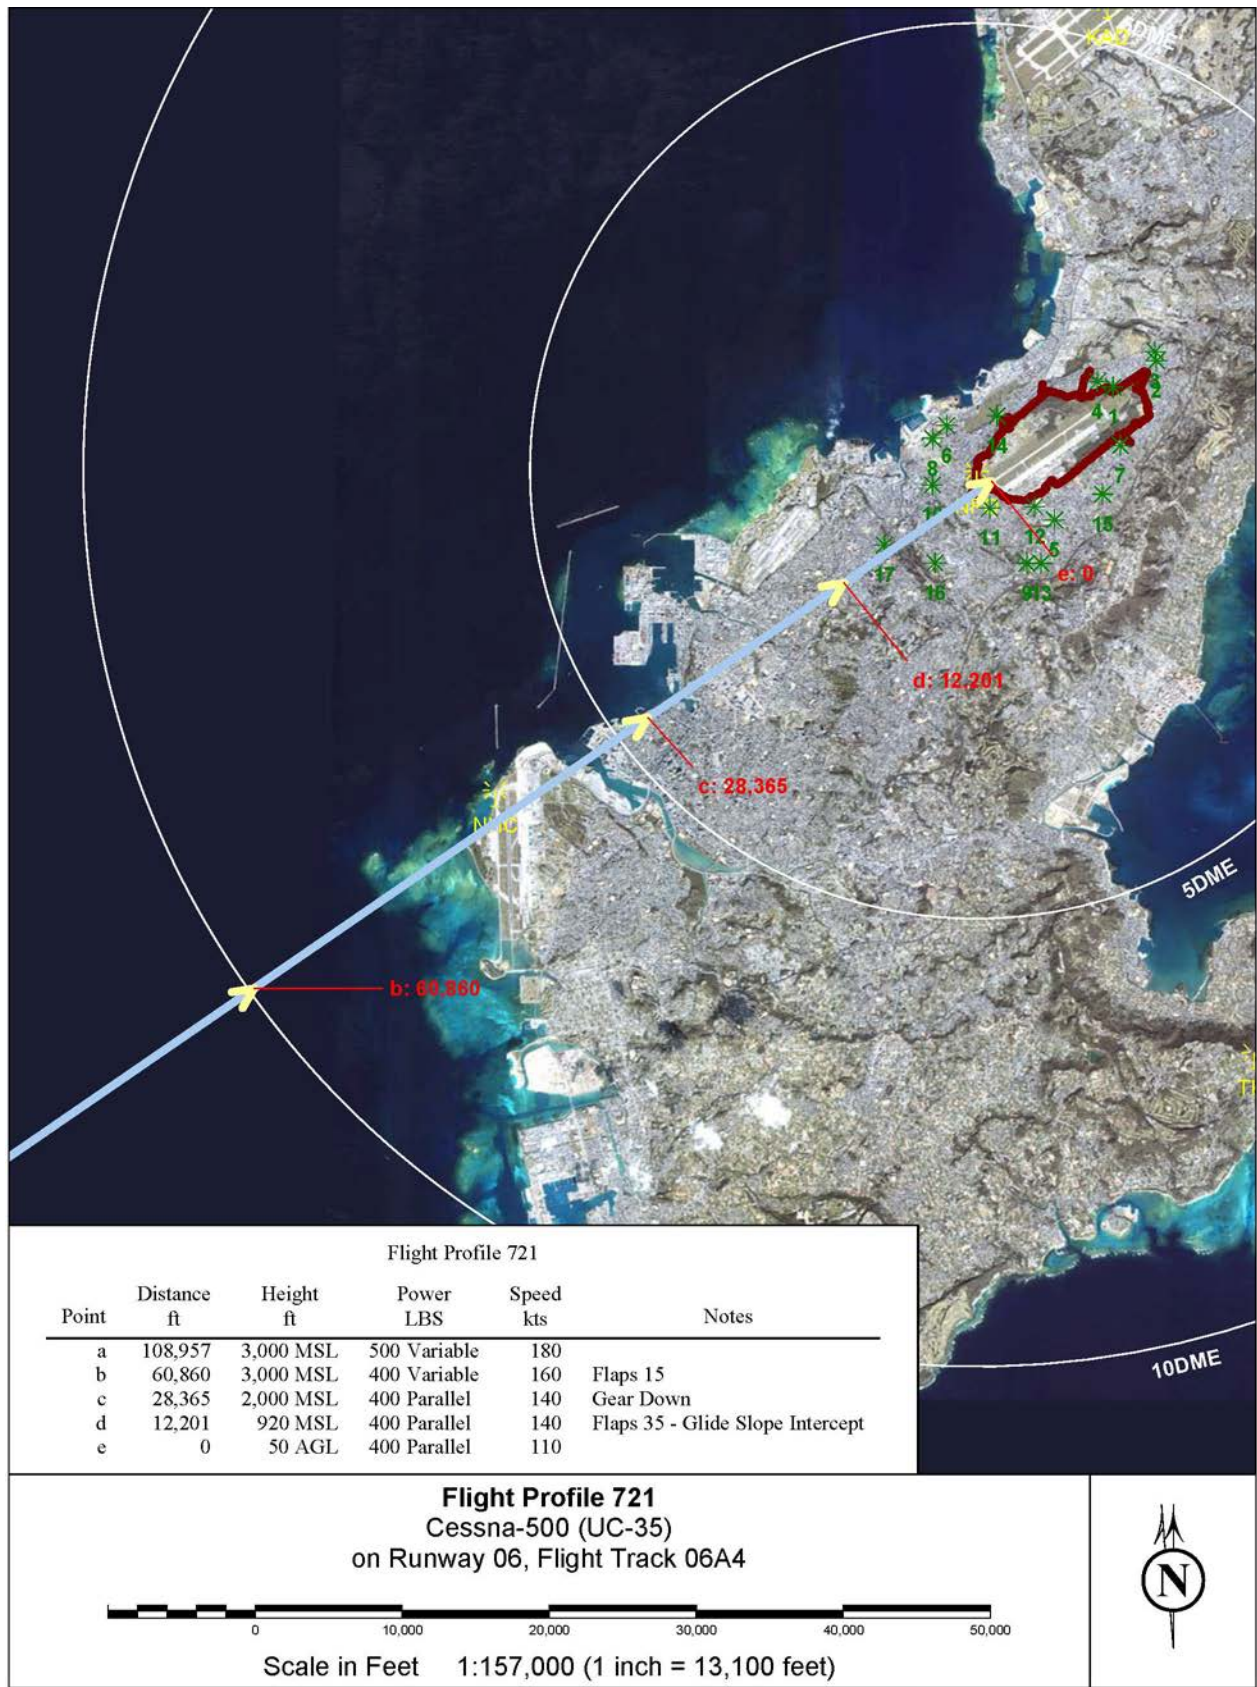 KAD
5DME
3
2
4
1
14
6
8
7
10
15
11
12
5
17
16
9 13
e: 0
d: 12,201
c: 28,365
5DME
b: 60,860
10DME
Flight Profile 721
Point Distance ft Height ft Power LBS Speed kts Notes
a 108,957 3,000 MSL 500 Variable 180
b 60,860 3,000 MSL 400 Variable 160 Flaps 15
c 28,365 2,000 MSL 400 Parallel 140 Gear Down
d 12,201 920 MSL 400 Parallel 140 Flaps 35 - Glide Slope Intercept
e 0 50 AGL 400 Parallel 110
Flight Profile 721
Cessna-500 (UC-35)
on Runway 06, Flight Track 06A4
N
0 10,000 20,000 30,000 40,000 50,000
Scale in Feet 1:157,000 (1 inch = 13,100 feet)